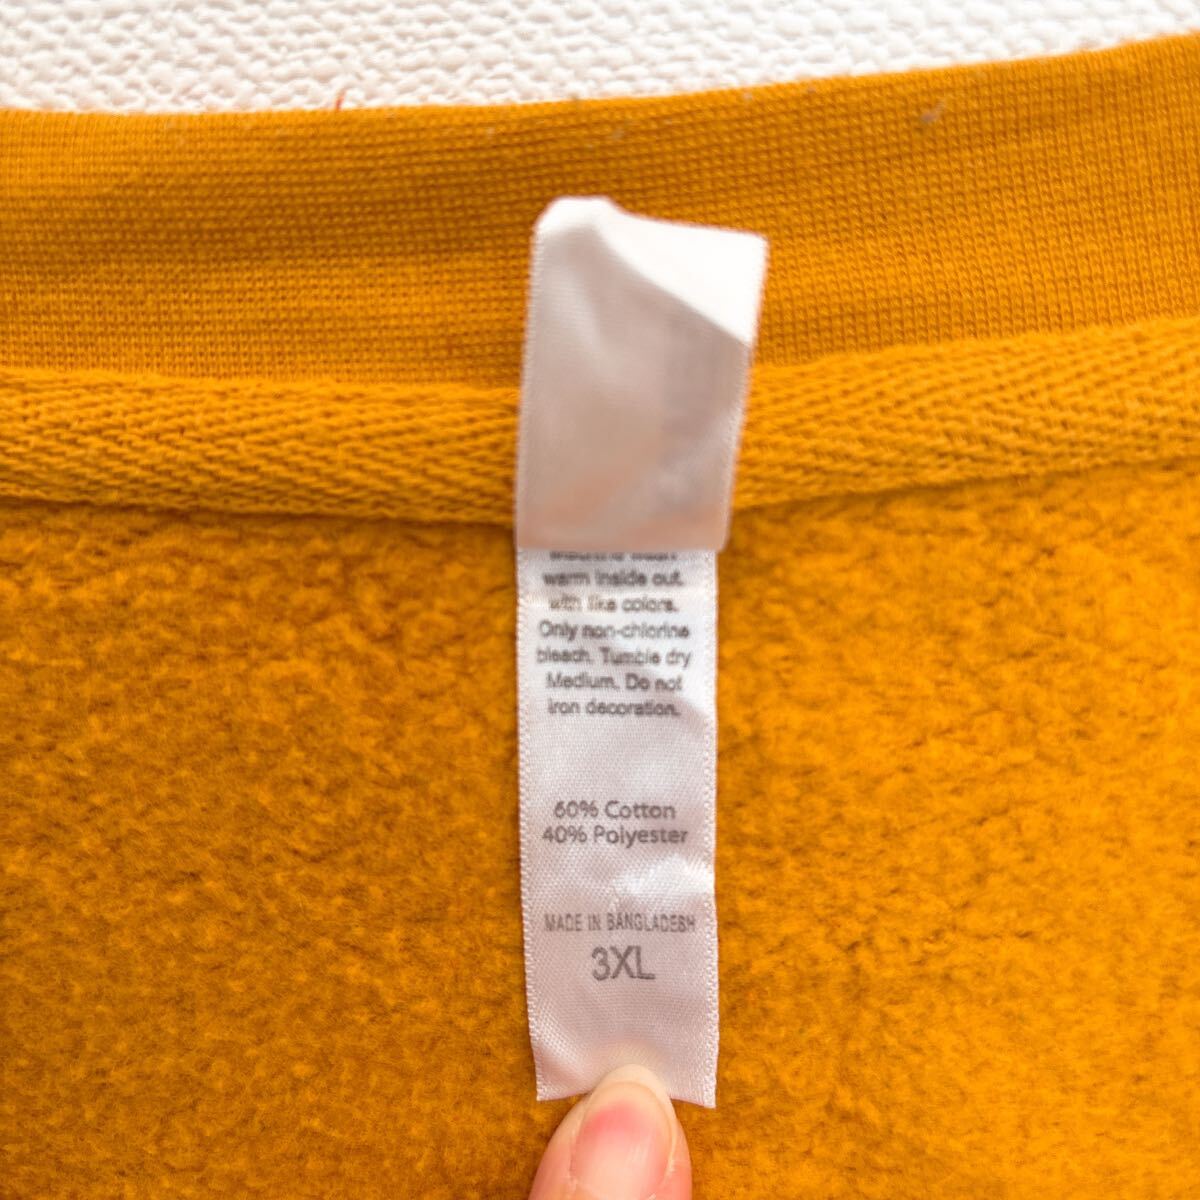 warm inside out.
with like colors.
Only non-chlorine
bleach. Tumble dry
Medium. Do not
iron decoration.
60% Cotton
40% Polyester
MADE IN BANGLADESH
3XL